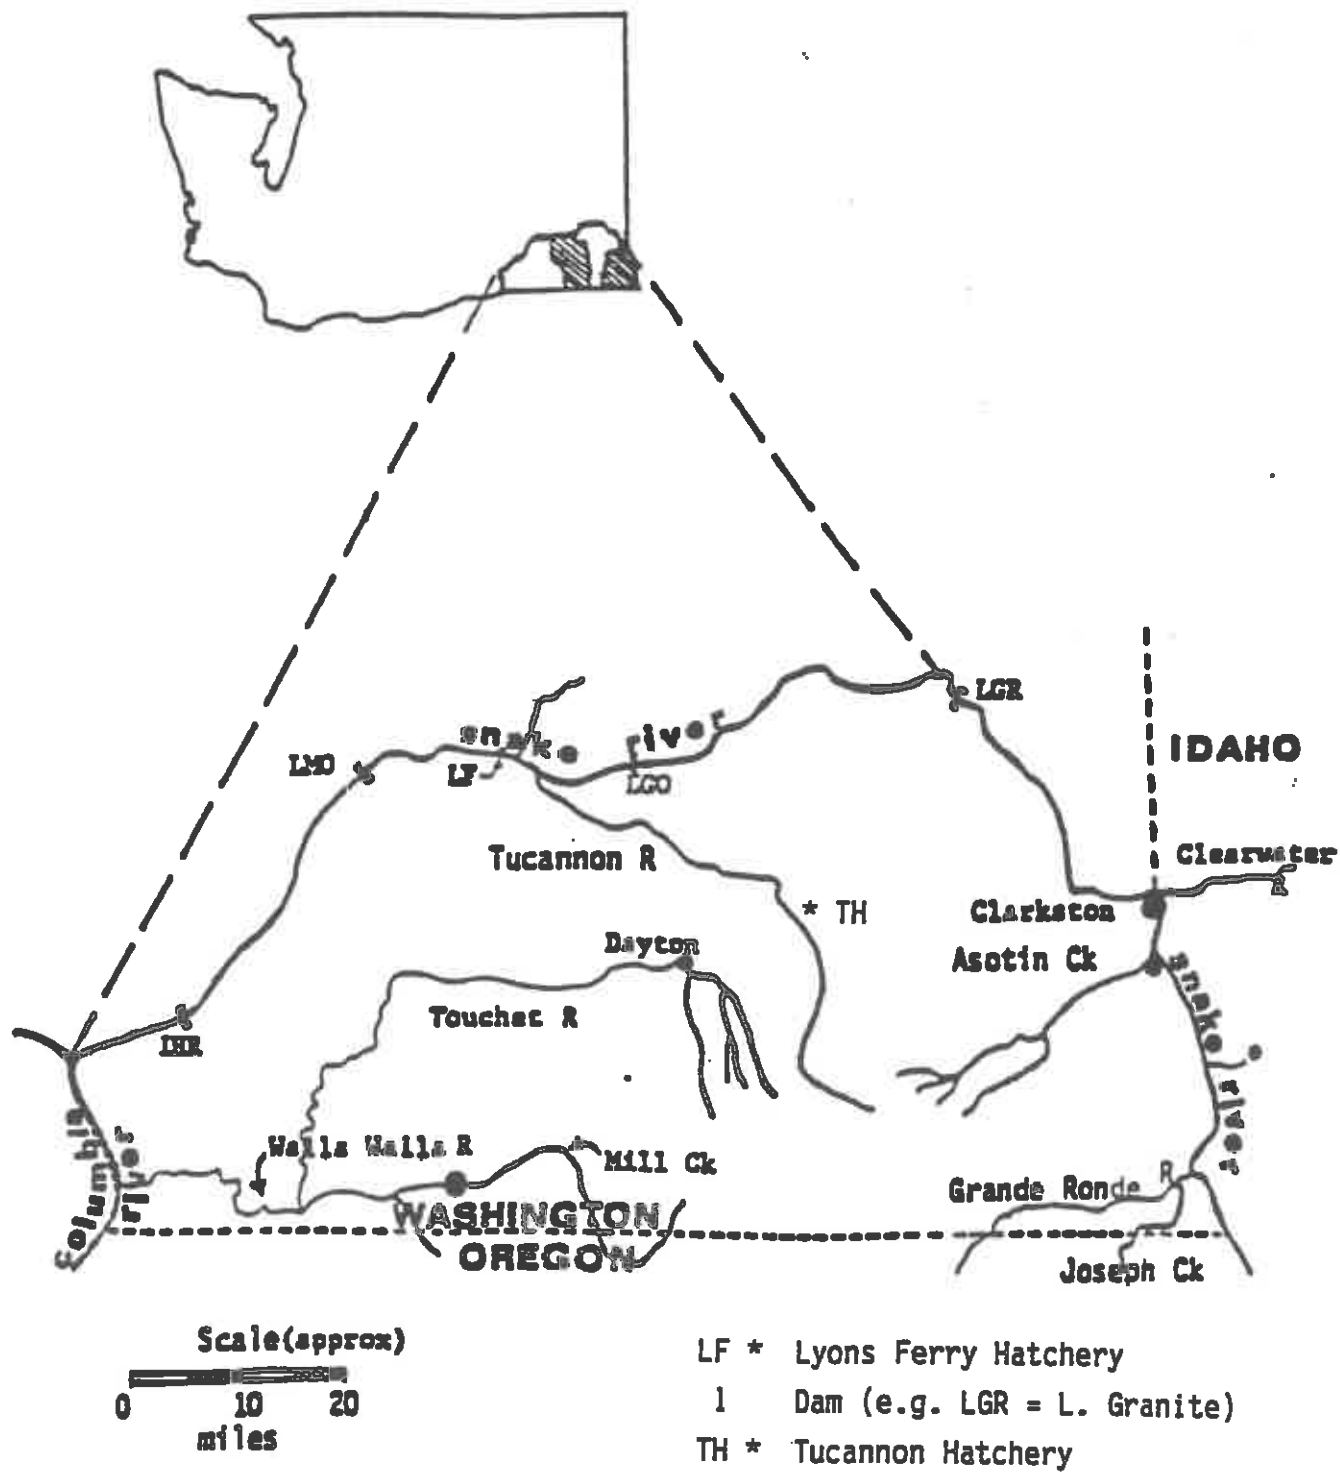 LGR
snake river
IDAHO
LMO
LF
LGO
Clearwater
R
Tucannon R
* TH
Clarkston
Dayton
Asotin Ck
snake river
Touchet R
IHR
Columbia
river
Walla Walla R
Mill Ck
Grande Ronde R
WASHINGTON
OREGON
Joseph Ck
Scale(approx)
0 10 20
miles
LF * Lyons Ferry Hatchery
1 Dam (e.g. LGR = L. Granite)
TH * Tucannon Hatchery